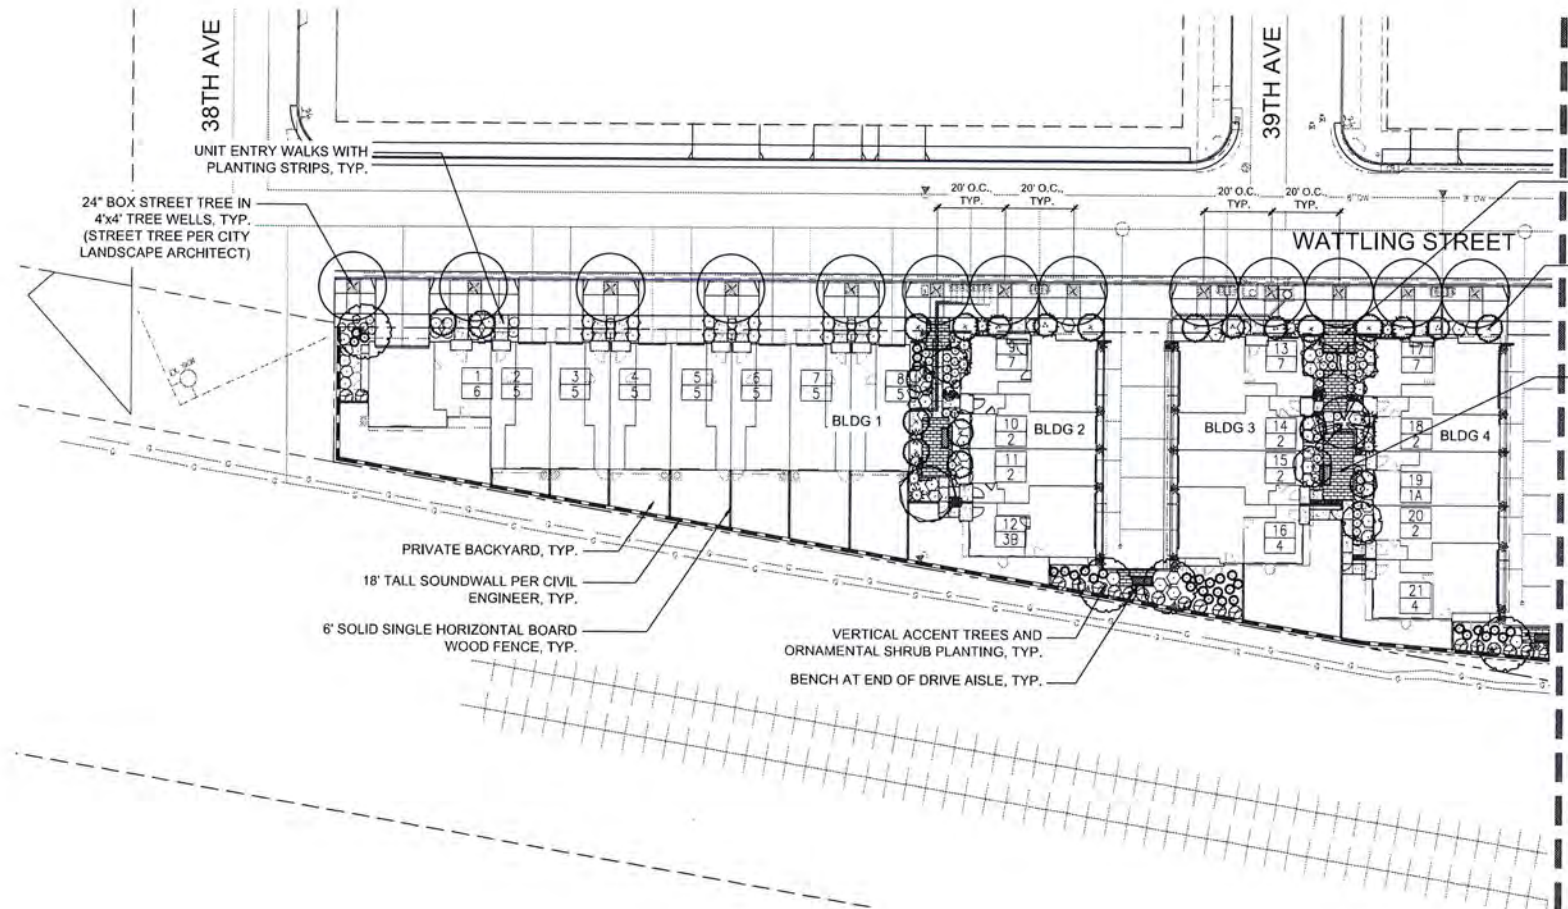 38TH AVE
39TH AVE
UNIT ENTRY WALKS WITH
PLANTING STRIPS, TYP.
24" BOX STREET TREE IN
4'x4' TREE WELLS, TYP.
(STREET TREE PER CITY
LANDSCAPE ARCHITECT)
20' O.C.,
TYP.
20' O.C.,
TYP.
20' O.C.,
TYP.
20' O.C.,
TYP.
WATTLING STREET
1
6
2
5
3
5
4
5
5
5
6
5
7
5
8
5
BLDG 1
9
7
10
2
11
2
12
3B
BLDG 2
13
7
14
2
15
2
16
4
BLDG 3
17
7
18
2
19
1A
20
2
21
4
BLDG 4
PRIVATE BACKYARD, TYP.
18' TALL SOUNDWALL PER CIVIL
ENGINEER, TYP.
6' SOLID SINGLE HORIZONTAL BOARD
WOOD FENCE, TYP.
VERTICAL ACCENT TREES AND
ORNAMENTAL SHRUB PLANTING, TYP.
BENCH AT END OF DRIVE AISLE, TYP.